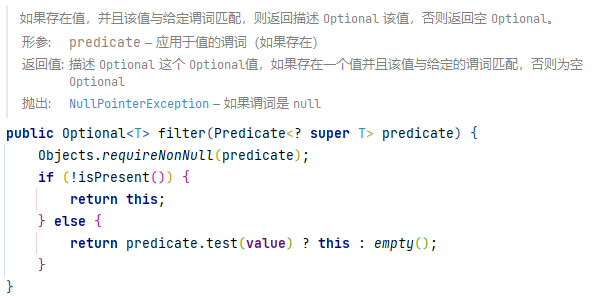 如果存在值，并且该值与给定谓词匹配，则返回描述 Optional 该值，否则返回空 Optional。
形参: predicate – 应用于值的谓词（如果存在）
返回值: 描述 Optional 这个 Optional值，如果存在一个值并且该值与给定的谓词匹配，否则为空
Optional
抛出: NullPointerException – 如果谓词是 null
public Optional<T> filter(Predicate<? super T> predicate) {
    Objects.requireNonNull(predicate);
    if (!isPresent()) {
        return this;
    } else {
        return predicate.test(value) ? this : empty();
    }
}